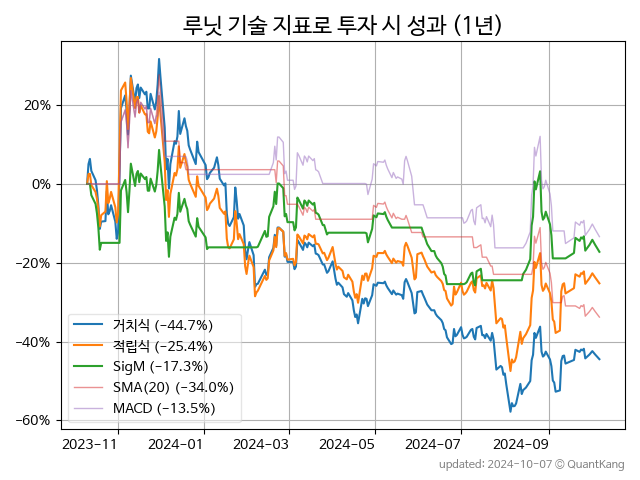 루닛 기술 지표로 투자 시 성과 (1년)
20%
0%
−20%
−40%
−60%
거치식 (−44.7%)
적립식 (−25.4%)
SigM (−17.3%)
SMA(20) (−34.0%)
MACD (−13.5%)
2023-11 2024-01 2024-03 2024-05 2024-07 2024-09
updated: 2024-10-07 © QuantKang